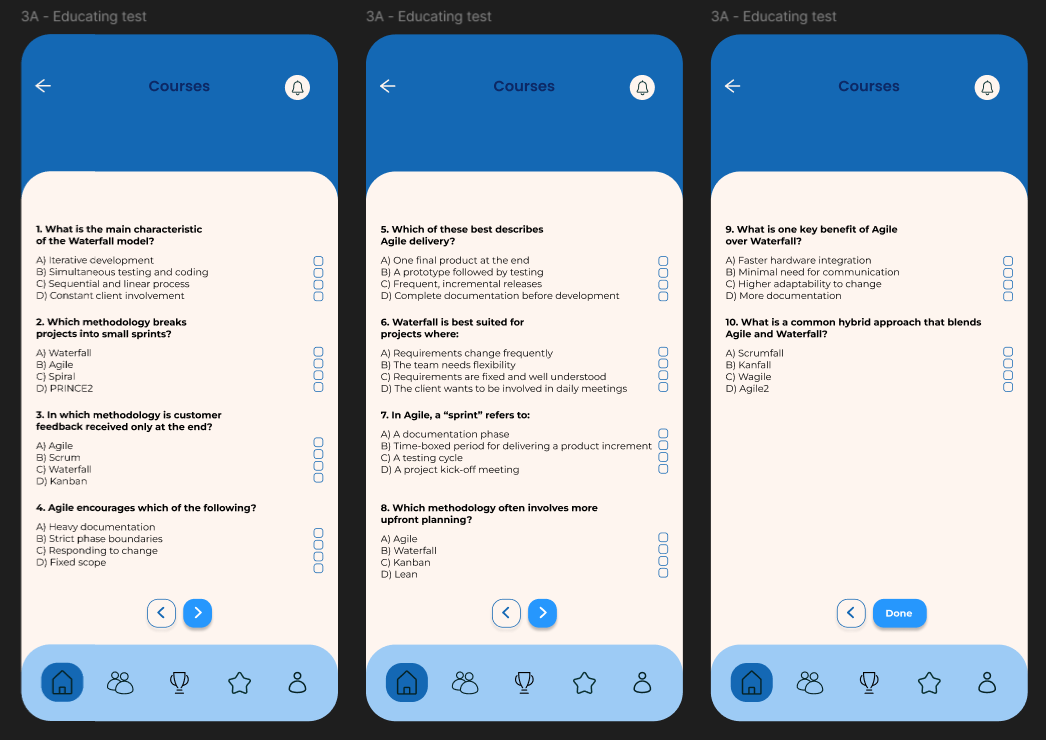 3A - Educating test
Courses
1. What is the main characteristic
of the Waterfall model?
A) Iterative development
B) Simultaneous testing and coding
C) Sequential and linear process
D) Constant client involvement
2. Which methodology breaks
projects into small sprints?
A) Waterfall
B) Agile
C) Spiral
D) PRINCE2
3. In which methodology is customer
feedback received only at the end?
A) Agile
B) Scrum
C) Waterfall
D) Kanban
4. Agile encourages which of the following?
A) Heavy documentation
B) Strict phase boundaries
C) Responding to change
D) Fixed scope
3A - Educating test
Courses
5. Which of these best describes
Agile delivery?
A) One final product at the end
B) A prototype followed by testing
C) Frequent, incremental releases
D) Complete documentation before development
6. Waterfall is best suited for
projects where:
A) Requirements change frequently
B) The team needs flexibility
C) Requirements are fixed and well understood
D) The client wants to be involved in daily meetings
7. In Agile, a “sprint” refers to:
A) A documentation phase
B) Time-boxed period for delivering a product increment
C) A testing cycle
D) A project kick-off meeting
8. Which methodology often involves more
upfront planning?
A) Agile
B) Waterfall
C) Kanban
D) Lean
3A - Educating test
Courses
9. What is one key benefit of Agile
over Waterfall?
A) Faster hardware integration
B) Minimal need for communication
C) Higher adaptability to change
D) More documentation
10. What is a common hybrid approach that blends
Agile and Waterfall?
A) Scrumfall
B) Kanfall
C) Wagile
D) Agile2
Done